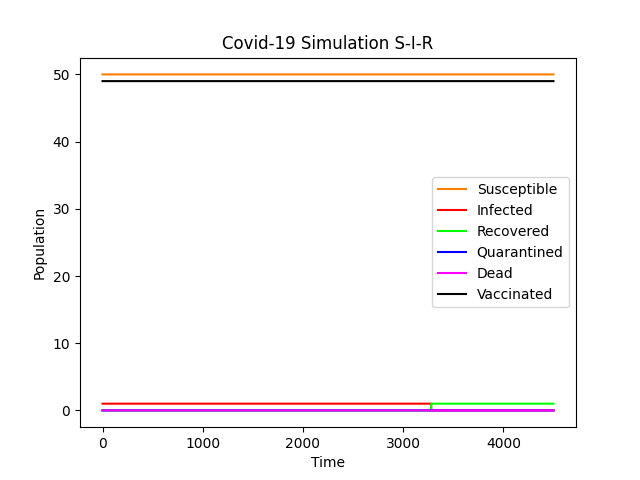 Covid-19 Simulation S-I-R
50
40
30
20
10
0
Population
Susceptible
Infected
Recovered
Quarantined
Dead
Vaccinated
0 1000 2000 3000 4000
Time